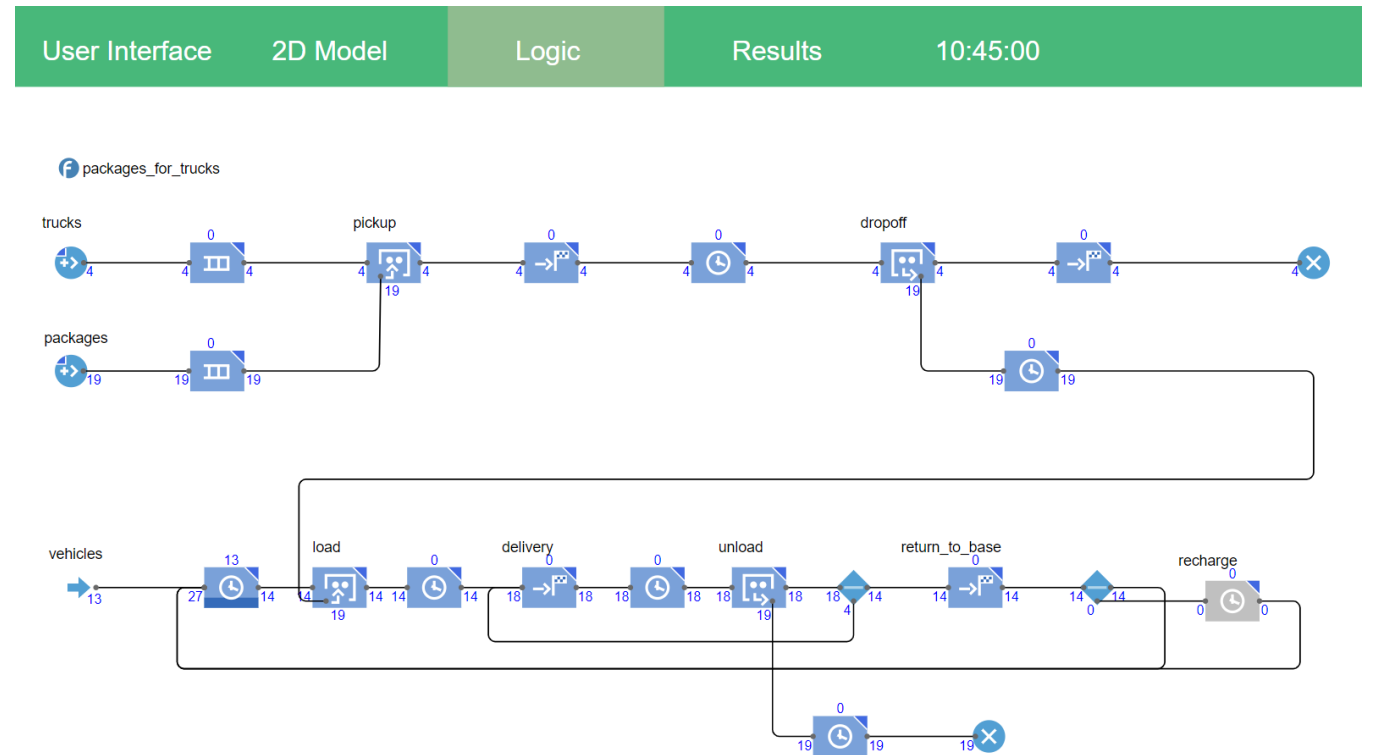 User Interface 2D Model Logic Results 10:45:00
packages_for_trucks
trucks pickup dropoff
0 0 0 0
4 4 4 4 4 4 4 4 4 4 4 4 4 4
19 19
packages
0 0
19 19 19 19 19
vehicles load delivery unload return_to_base recharge
13 0 0 0 0 0
13 27 14 14 14 14 14 18 18 18 18 18 18 18 14 14 14 14 14 0 0
19 19 4 0
0
19 19 19